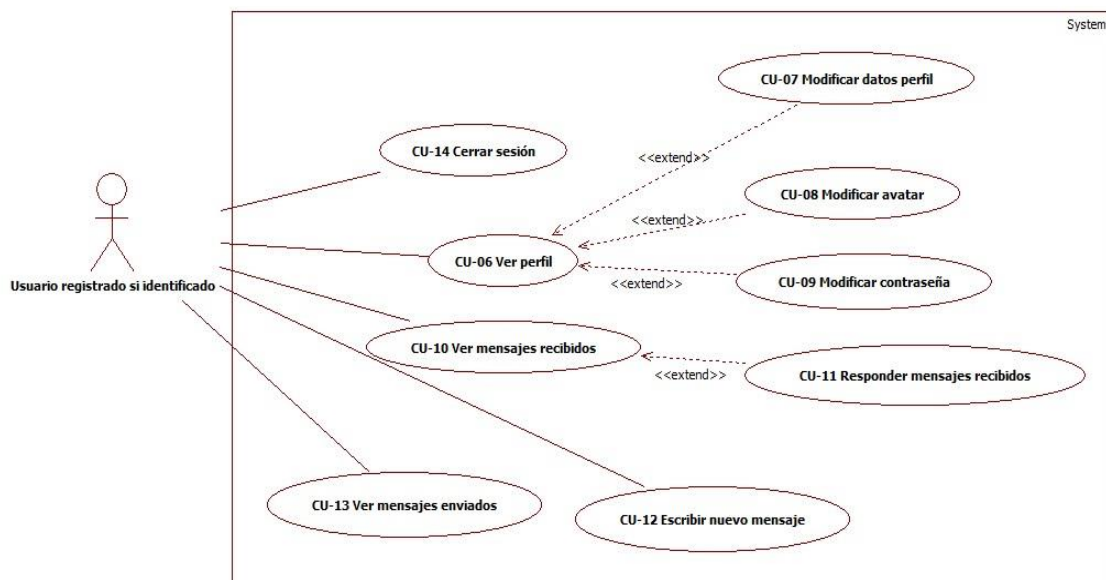 System
CU-07 Modificar datos perfil
CU-14 Cerrar sesión
<<extend>>
CU-08 Modificar avatar
<<extend>>
CU-06 Ver perfil
CU-09 Modificar contraseña
<<extend>>
Usuario registrado si identificado
CU-10 Ver mensajes recibidos
<<extend>>
CU-11 Responder mensajes recibidos
CU-13 Ver mensajes enviados
CU-12 Escribir nuevo mensaje